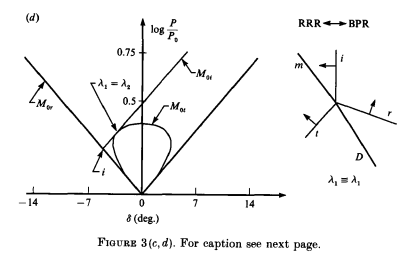 (d)
log P/P₀
RRR ⟷ BPR
0.75
M₀t
λ₁ = λ₂
M₀r
0.5
M₀t
i
−14
−7
0
7
14
δ (deg.)
m
i
r
t
D
λ₁ ≡ λ₁
FIGURE 3(c, d). For caption see next page.